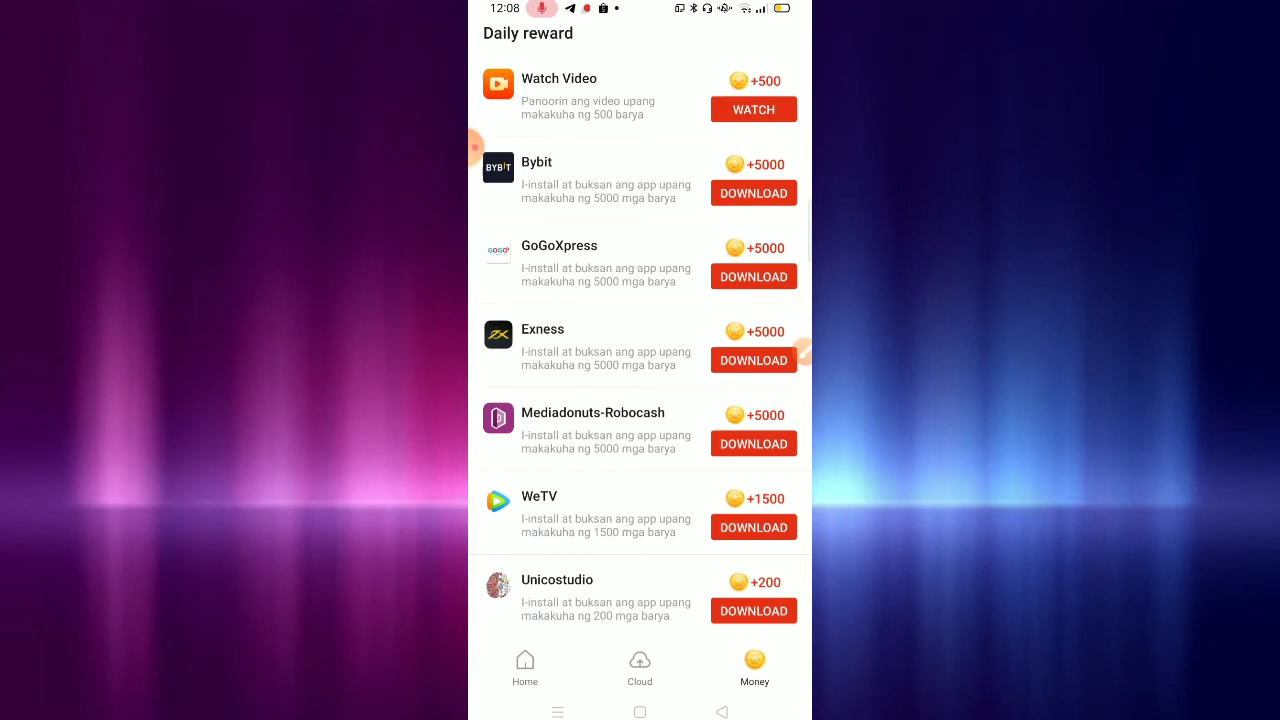 12:08
Daily reward
Watch Video
+500
Panoorin ang video upang
makakuha ng 500 barya
WATCH
BYBIT
Bybit
+5000
I-install at buksan ang app upang
makakuha ng 5000 mga barya
DOWNLOAD
GOGO
GoGoXpress
+5000
I-install at buksan ang app upang
makakuha ng 5000 mga barya
DOWNLOAD
Exness
+5000
I-install at buksan ang app upang
makakuha ng 5000 mga barya
DOWNLOAD
Mediadonuts-Robocash
+5000
I-install at buksan ang app upang
makakuha ng 5000 mga barya
DOWNLOAD
WeTV
+1500
I-install at buksan ang app upang
makakuha ng 1500 mga barya
DOWNLOAD
Unicostudio
+200
I-install at buksan ang app upang
makakuha ng 200 mga barya
DOWNLOAD
Home
Cloud
Money